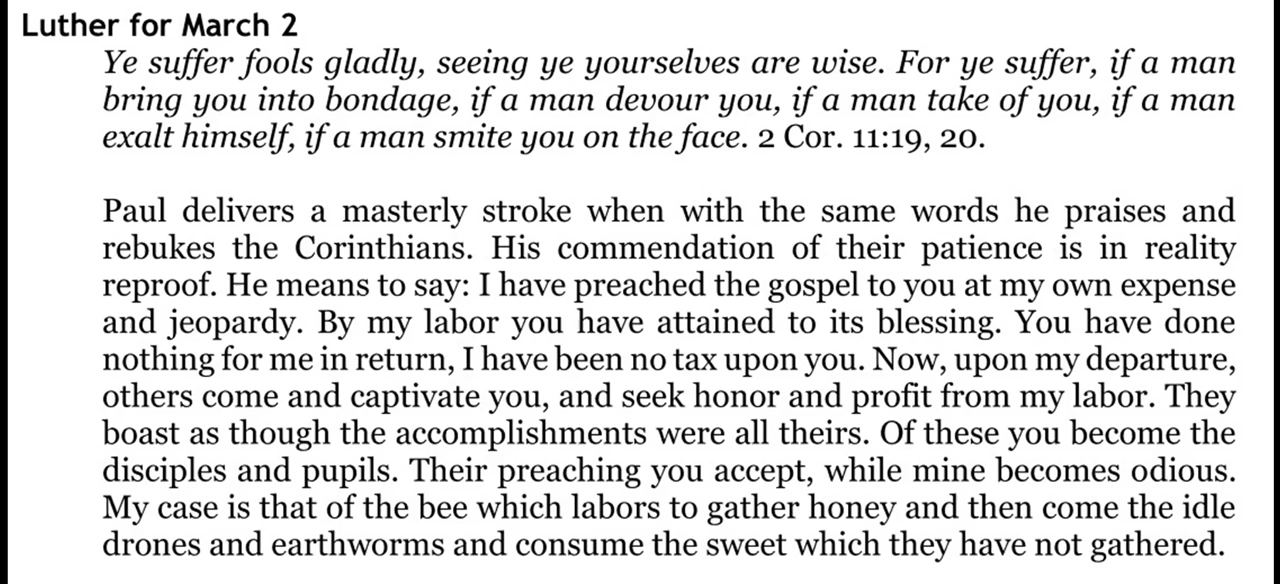 Luther for March 2
Ye suffer fools gladly, seeing ye yourselves are wise. For ye suffer, if a man
bring you into bondage, if a man devour you, if a man take of you, if a man
exalt himself, if a man smite you on the face. 2 Cor. 11:19, 20.
Paul delivers a masterly stroke when with the same words he praises and
rebukes the Corinthians. His commendation of their patience is in reality
reproof. He means to say: I have preached the gospel to you at my own expense
and jeopardy. By my labor you have attained to its blessing. You have done
nothing for me in return, I have been no tax upon you. Now, upon my departure,
others come and captivate you, and seek honor and profit from my labor. They
boast as though the accomplishments were all theirs. Of these you become the
disciples and pupils. Their preaching you accept, while mine becomes odious.
My case is that of the bee which labors to gather honey and then come the idle
drones and earthworms and consume the sweet which they have not gathered.